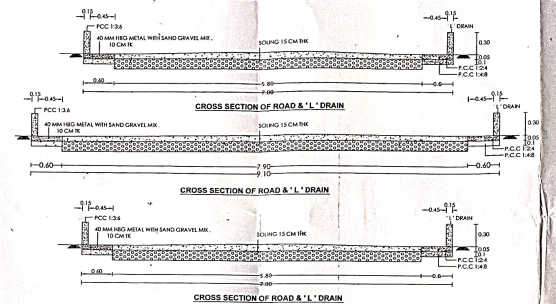 0.15
0.45
PCC 1:3:6
40 MM HBG METAL WITH SAND GRAVEL MIX ,
10 CM TK
SOLING 15 CM THK
0.15
0.45
L' DRAIN
0.30
0.05
0.1
P.C.C 1:2:4
P.C.C 1:4:8
0.60
5.80
0.6
7.00
CROSS SECTION OF ROAD & ' L ' DRAIN
0.15
0.45
PCC 1:3:6
40 MM HBG METAL WITH SAND GRAVEL MIX ,
10 CM TK
SOLING 15 CM THK
0.15
0.45
L' DRAIN
0.30
0.05
0.1
P.C.C 1:2:4
P.C.C 1:4:8
0.60
7.90
0.60
9.10
CROSS SECTION OF ROAD & ' L ' DRAIN
0.15
0.45
PCC 1:3:6
40 MM HBG METAL WITH SAND GRAVEL MIX ,
10 CM TK
SOLING 15 CM THK
0.15
0.45
L' DRAIN
0.30
0.05
0.1
P.C.C 1:2:4
P.C.C 1:4:8
0.60
5.80
0.6
7.00
CROSS SECTION OF ROAD & ' L ' DRAIN